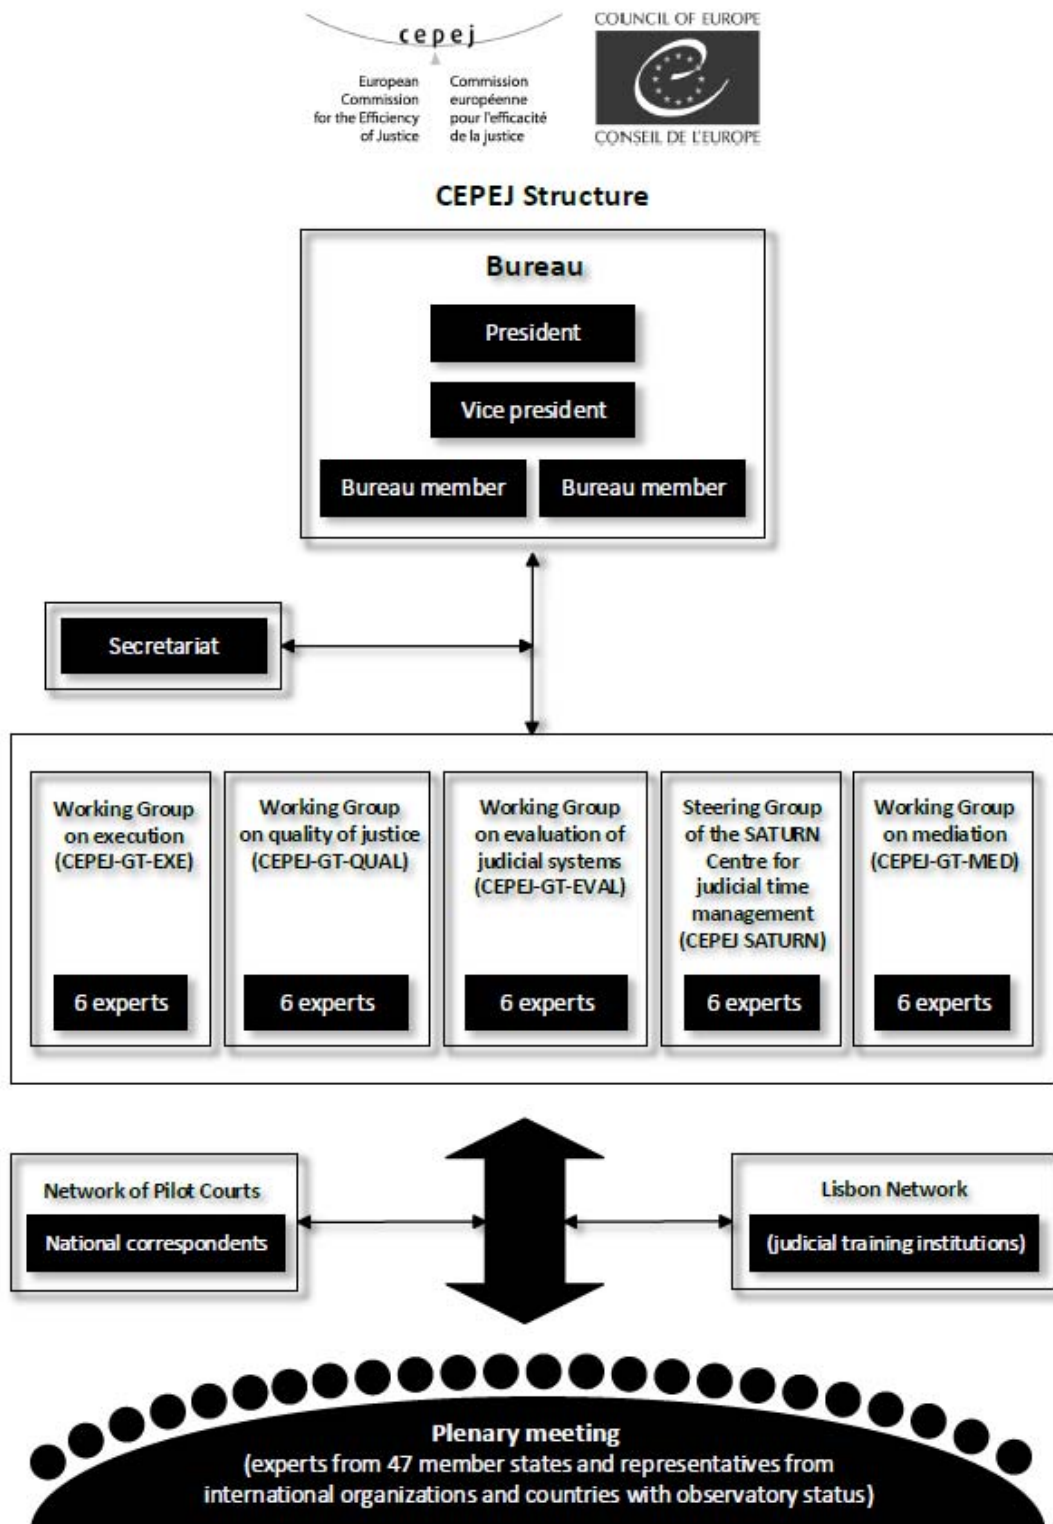 cepej
European
Commission
for the Efficiency
of Justice
Commission
européenne
pour l'efficacité
de la justice
COUNCIL OF EUROPE
CONSEIL DE L'EUROPE
CEPEJ Structure
Bureau
President
Vice president
Bureau member
Bureau member
Secretariat
Working Group
on execution
(CEPEJ-GT-EXE)
6 experts
Working Group
on quality of justice
(CEPEJ-GT-QUAL)
6 experts
Working Group
on evaluation of
judicial systems
(CEPEJ-GT-EVAL)
6 experts
Steering Group
of the SATURN
Centre for
judicial time
management
(CEPEJ SATURN)
6 experts
Working Group
on mediation
(CEPEJ-GT-MED)
6 experts
Network of Pilot Courts
National correspondents
Lisbon Network
(judicial training institutions)
Plenary meeting
(experts from 47 member states and representatives from
international organizations and countries with observatory status)